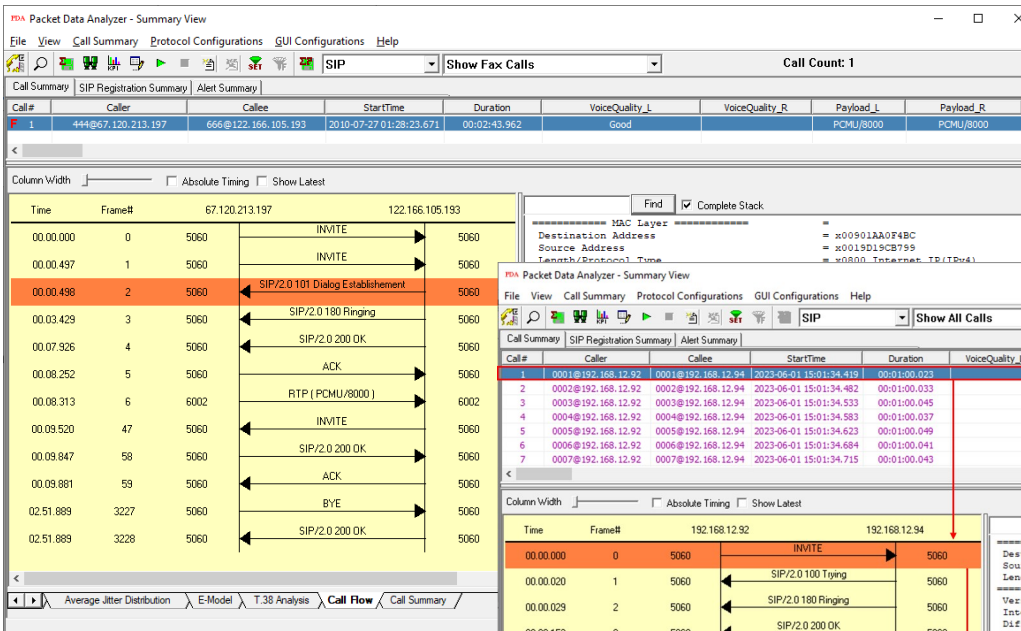 PDA Packet Data Analyzer - Summary View
File View Call Summary Protocol Configurations GUI Configurations Help
KPI SET SIP Show Fax Calls Call Count: 1
Call Summary SIP Registration Summary Alert Summary
Call# Caller Callee StartTime Duration VoiceQuality_L VoiceQuality_R Payload_L Payload_R
F 1 444@67.120.213.197 666@122.166.105.193 2010-07-27 01:28:23.671 00:02:43.962 Good PCMU/8000 PCMU/8000
Column Width Absolute Timing Show Latest
Time Frame# 67.120.213.197 122.166.105.193
00.00.000 0 5060 INVITE 5060
00.00.497 1 5060 INVITE 5060
00.00.498 2 5060 SIP/2.0 101 Dialog Establishement 5060
00.03.429 3 5060 SIP/2.0 180 Ringing 5060
00.07.926 4 5060 SIP/2.0 200 OK 5060
00.08.252 5 5060 ACK 5060
00.08.313 6 6002 RTP ( PCMU/8000 ) 6002
00.09.520 47 5060 INVITE 5060
00.09.847 58 5060 SIP/2.0 200 OK 5060
00.09.881 59 5060 ACK 5060
02.51.889 3227 5060 BYE 5060
02.51.889 3228 5060 SIP/2.0 200 OK 5060
Average Jitter Distribution E-Model T.38 Analysis Call Flow Call Summary
Find Complete Stack
============ MAC Layer ============ =
Destination Address = x00901AA0F4BC
Source Address = x0019D19CB799
Length/Protocol Type = x0800 Internet IP(IPv4)
PDA Packet Data Analyzer - Summary View
File View Call Summary Protocol Configurations GUI Configurations Help
KPI SET SIP Show All Calls
Call Summary SIP Registration Summary Alert Summary
Call# Caller Callee StartTime Duration VoiceQuality_
1 0001@192.168.12.92 0001@192.168.12.94 2023-06-01 15:01:34.419 00:01:00.023
2 0002@192.168.12.92 0002@192.168.12.94 2023-06-01 15:01:34.482 00:01:00.033
3 0003@192.168.12.92 0003@192.168.12.94 2023-06-01 15:01:34.533 00:01:00.045
4 0004@192.168.12.92 0004@192.168.12.94 2023-06-01 15:01:34.583 00:01:00.037
5 0005@192.168.12.92 0005@192.168.12.94 2023-06-01 15:01:34.623 00:01:00.049
6 0006@192.168.12.92 0006@192.168.12.94 2023-06-01 15:01:34.684 00:01:00.041
7 0007@192.168.12.92 0007@192.168.12.94 2023-06-01 15:01:34.715 00:01:00.043
Column Width Absolute Timing Show Latest
Time Frame# 192.168.12.92 192.168.12.94
00.00.000 0 5060 INVITE 5060
00.00.020 1 5060 SIP/2.0 100 Trying 5060
00.00.029 2 5060 SIP/2.0 180 Ringing 5060
SIP/2.0 200 OK
====
Des
Sou
Len
====
Ver
Int
Dif